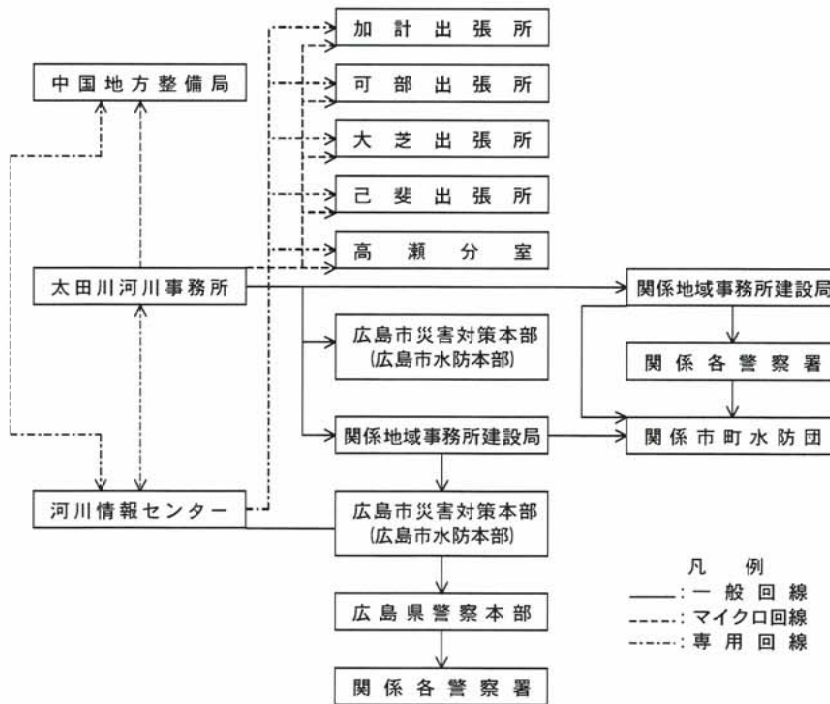 加計出張所
中国地方整備局
可部出張所
大芝出張所
己斐出張所
高瀬分室
太田川河川事務所
関係地域事務所建設局
広島市災害対策本部
(広島市水防本部)
関係各警察署
関係地域事務所建設局
関係市町水防団
河川情報センター
広島市災害対策本部
(広島市水防本部)
凡例
:一般回線
:マイクロ回線
:専用回線
広島県警察本部
関係各警察署